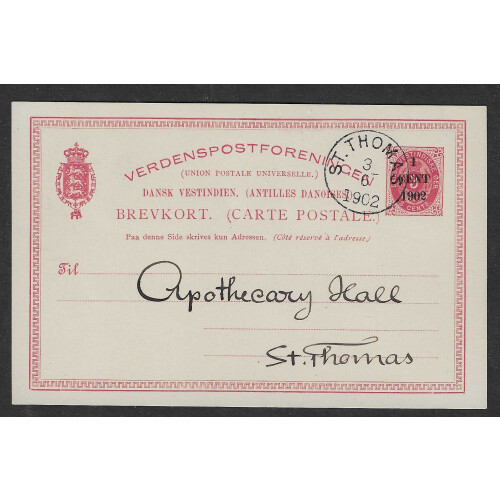 VERDENSPOSTFORENINGEN
(UNION POSTALE UNIVERSELLE.)
DANSK VESTINDIEN. (ANTILLES DANOISES.)
BREVKORT. (CARTE POSTALE.)
Paa denne Side skrives kun Adressen. (Côté réservé à l'adresse.)
ST. THOMAS
3
6
1902
1
CENT
1902
CENT
Til
Apothecary Hall
St. Thomas